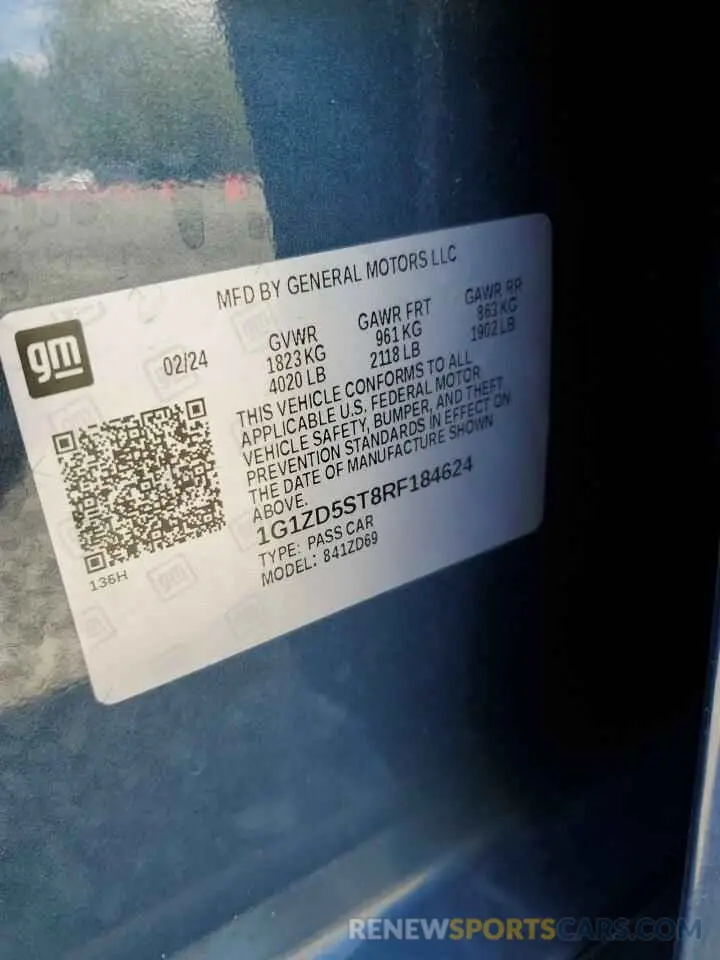 MFD BY GENERAL MOTORS LLC
gm
02/24
GVWR
1823 KG
4020 LB
GAWR FRT
961 KG
2118 LB
GAWR RR
863 KG
1902 LB
THIS VEHICLE CONFORMS TO ALL
APPLICABLE U.S. FEDERAL MOTOR
VEHICLE SAFETY, BUMPER, AND THEFT
PREVENTION STANDARDS IN EFFECT ON
THE DATE OF MANUFACTURE SHOWN
ABOVE.
1G1ZD5ST8RF184624
TYPE: PASS CAR
MODEL: 841ZD69
136H
RENEWSPORTSCARS.COM